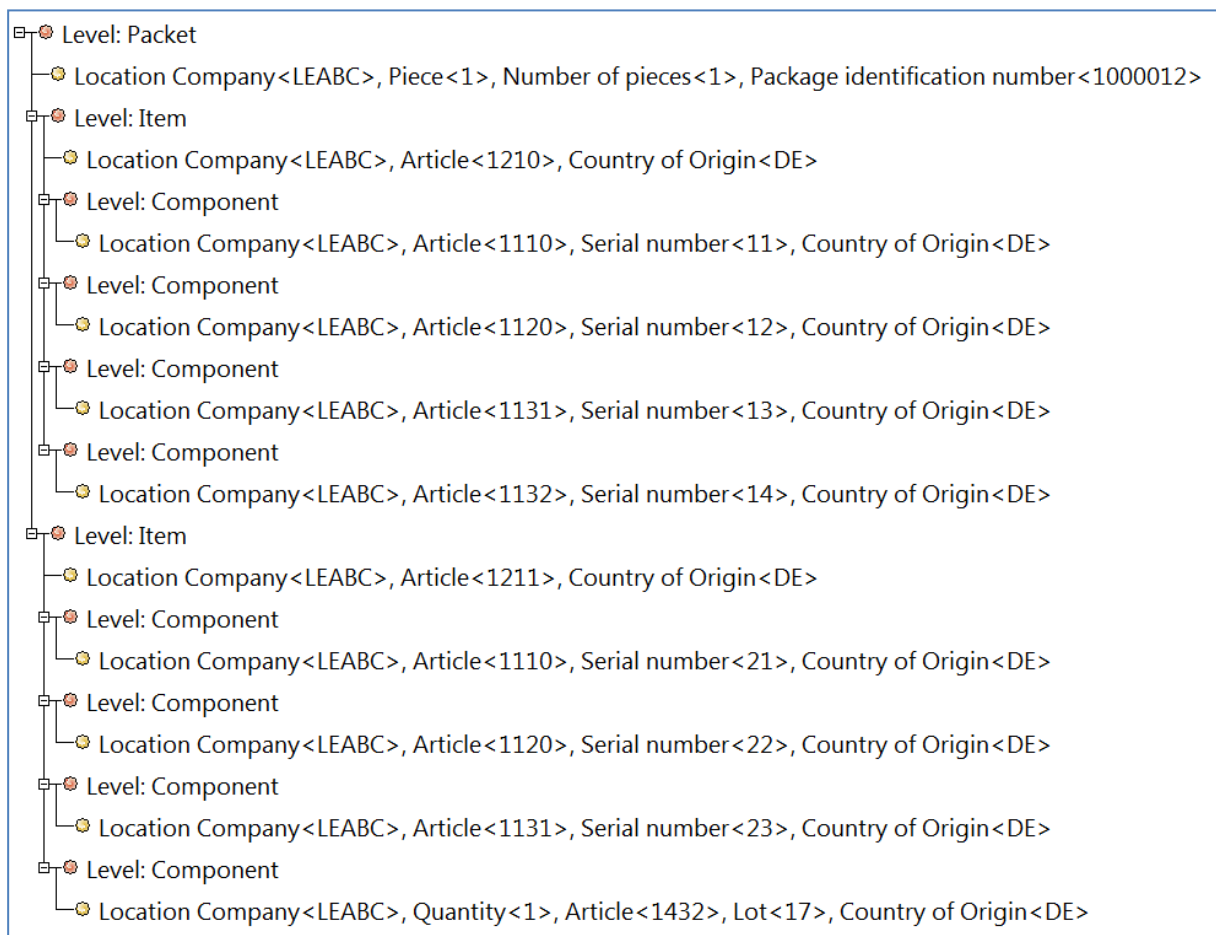 Level: Packet
Location Company<LEABC>, Piece<1>, Number of pieces<1>, Package identification number<1000012>
Level: Item
Location Company<LEABC>, Article<1210>, Country of Origin<DE>
Level: Component
Location Company<LEABC>, Article<1110>, Serial number<11>, Country of Origin<DE>
Level: Component
Location Company<LEABC>, Article<1120>, Serial number<12>, Country of Origin<DE>
Level: Component
Location Company<LEABC>, Article<1131>, Serial number<13>, Country of Origin<DE>
Level: Component
Location Company<LEABC>, Article<1132>, Serial number<14>, Country of Origin<DE>
Level: Item
Location Company<LEABC>, Article<1211>, Country of Origin<DE>
Level: Component
Location Company<LEABC>, Article<1110>, Serial number<21>, Country of Origin<DE>
Level: Component
Location Company<LEABC>, Article<1120>, Serial number<22>, Country of Origin<DE>
Level: Component
Location Company<LEABC>, Article<1131>, Serial number<23>, Country of Origin<DE>
Level: Component
Location Company<LEABC>, Quantity<1>, Article<1432>, Lot<17>, Country of Origin<DE>